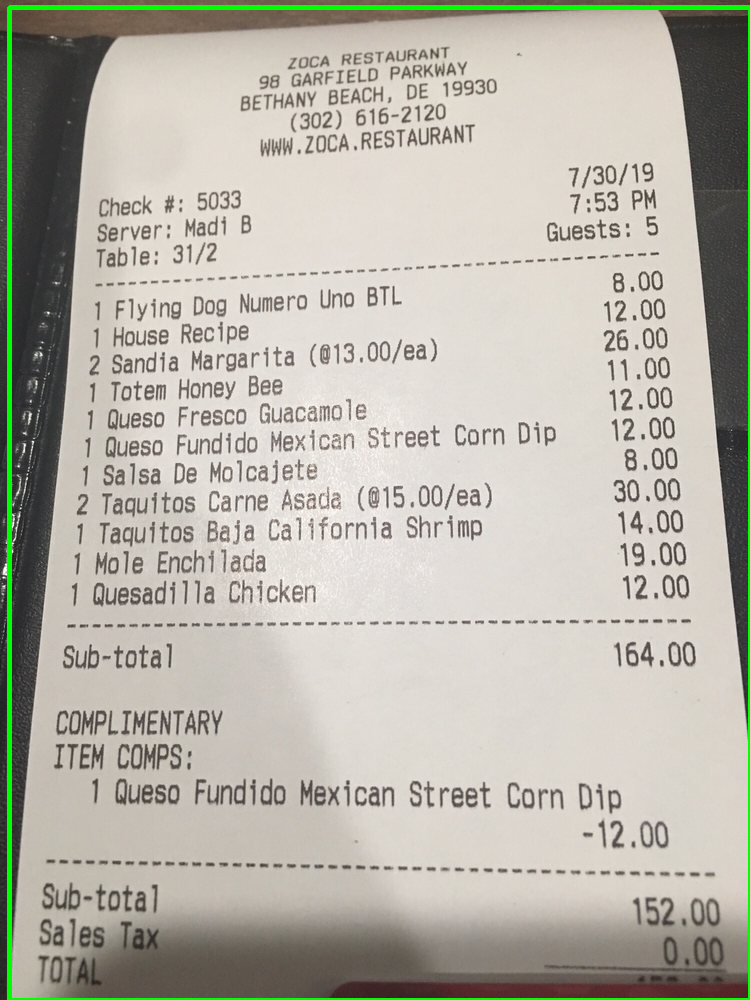 ZOCA RESTAURANT
98 GARFIELD PARKWAY
BETHANY BEACH, DE 19930
(302) 616-2120
WWW.ZOCA.RESTAURANT
Check #: 5033 7/30/19
Server: Madi B 7:53 PM
Table: 31/2 Guests: 5
1 Flying Dog Numero Uno BTL 8.00
1 House Recipe 12.00
2 Sandia Margarita (@13.00/ea) 26.00
1 Totem Honey Bee 11.00
1 Queso Fresco Guacamole 12.00
1 Queso Fundido Mexican Street Corn Dip 12.00
1 Salsa De Molcajete 8.00
2 Taquitos Carne Asada (@15.00/ea) 30.00
1 Taquitos Baja California Shrimp 14.00
1 Mole Enchilada 19.00
1 Quesadilla Chicken 12.00
Sub-total 164.00
COMPLIMENTARY
ITEM COMPS:
1 Queso Fundido Mexican Street Corn Dip
-12.00
Sub-total 152.00
Sales Tax 0.00
TOTAL